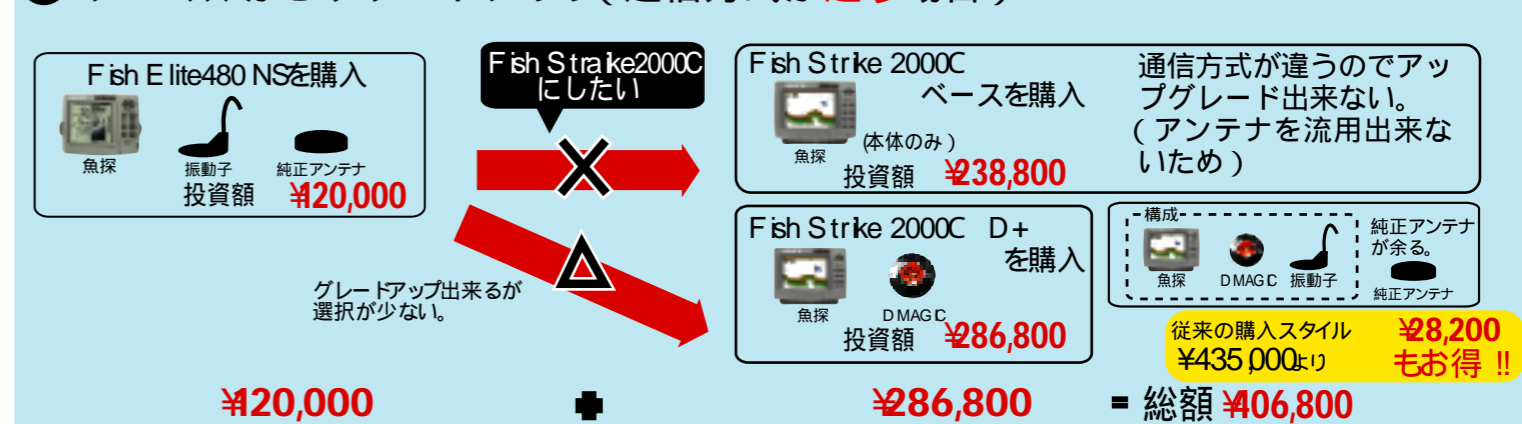 Fish Elite480 NSを購入
魚探
振動子
純正アンテナ
投資額 ¥120,000
Fish Straike2000C
にしたい
Fish Strike 2000C
ベースを購入
(本体のみ)
魚探
投資額 ¥238,800
通信方式が違うのでアッ
プグレード出来ない。
(アンテナを流用出来な
いため)
グレードアップ出来るが
選択が少ない。
Fish Strike 2000C D+
を購入
魚探
D MAGIC
投資額 ¥286,800
構成
魚探
D MAGIC
振動子
純正アンテナ
が余る。
純正アンテナ
従来の購入スタイル ¥28,200
¥435,000より もお得!!
¥120,000 + ¥286,800 = 総額 ¥406,800